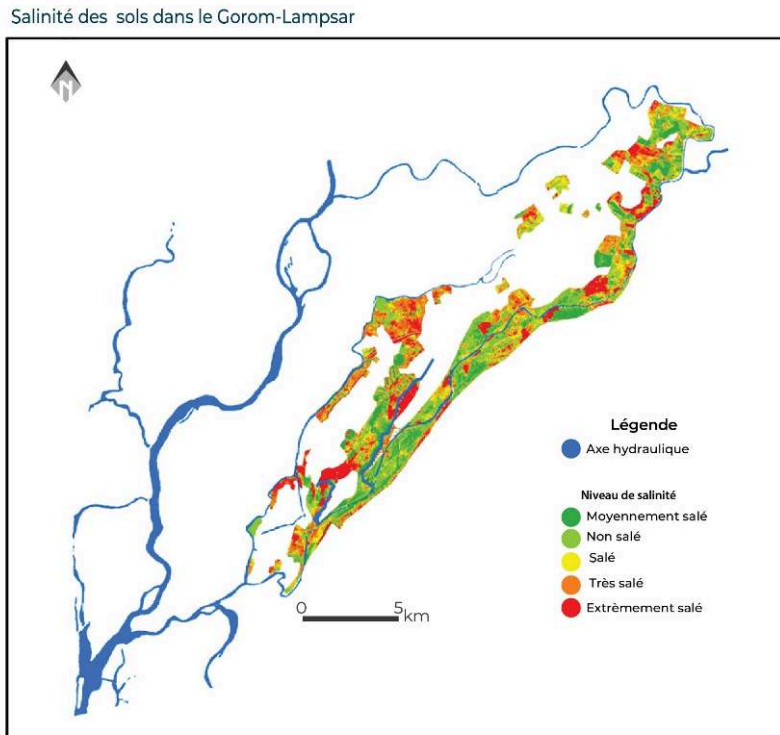 Salinité des sols dans le Gorom-Lampsar
N
Légende
Axe hydraulique
Niveau de salinité
Moyennement salé
Non salé
Salé
Très salé
Extrèmement salé
0 5
km